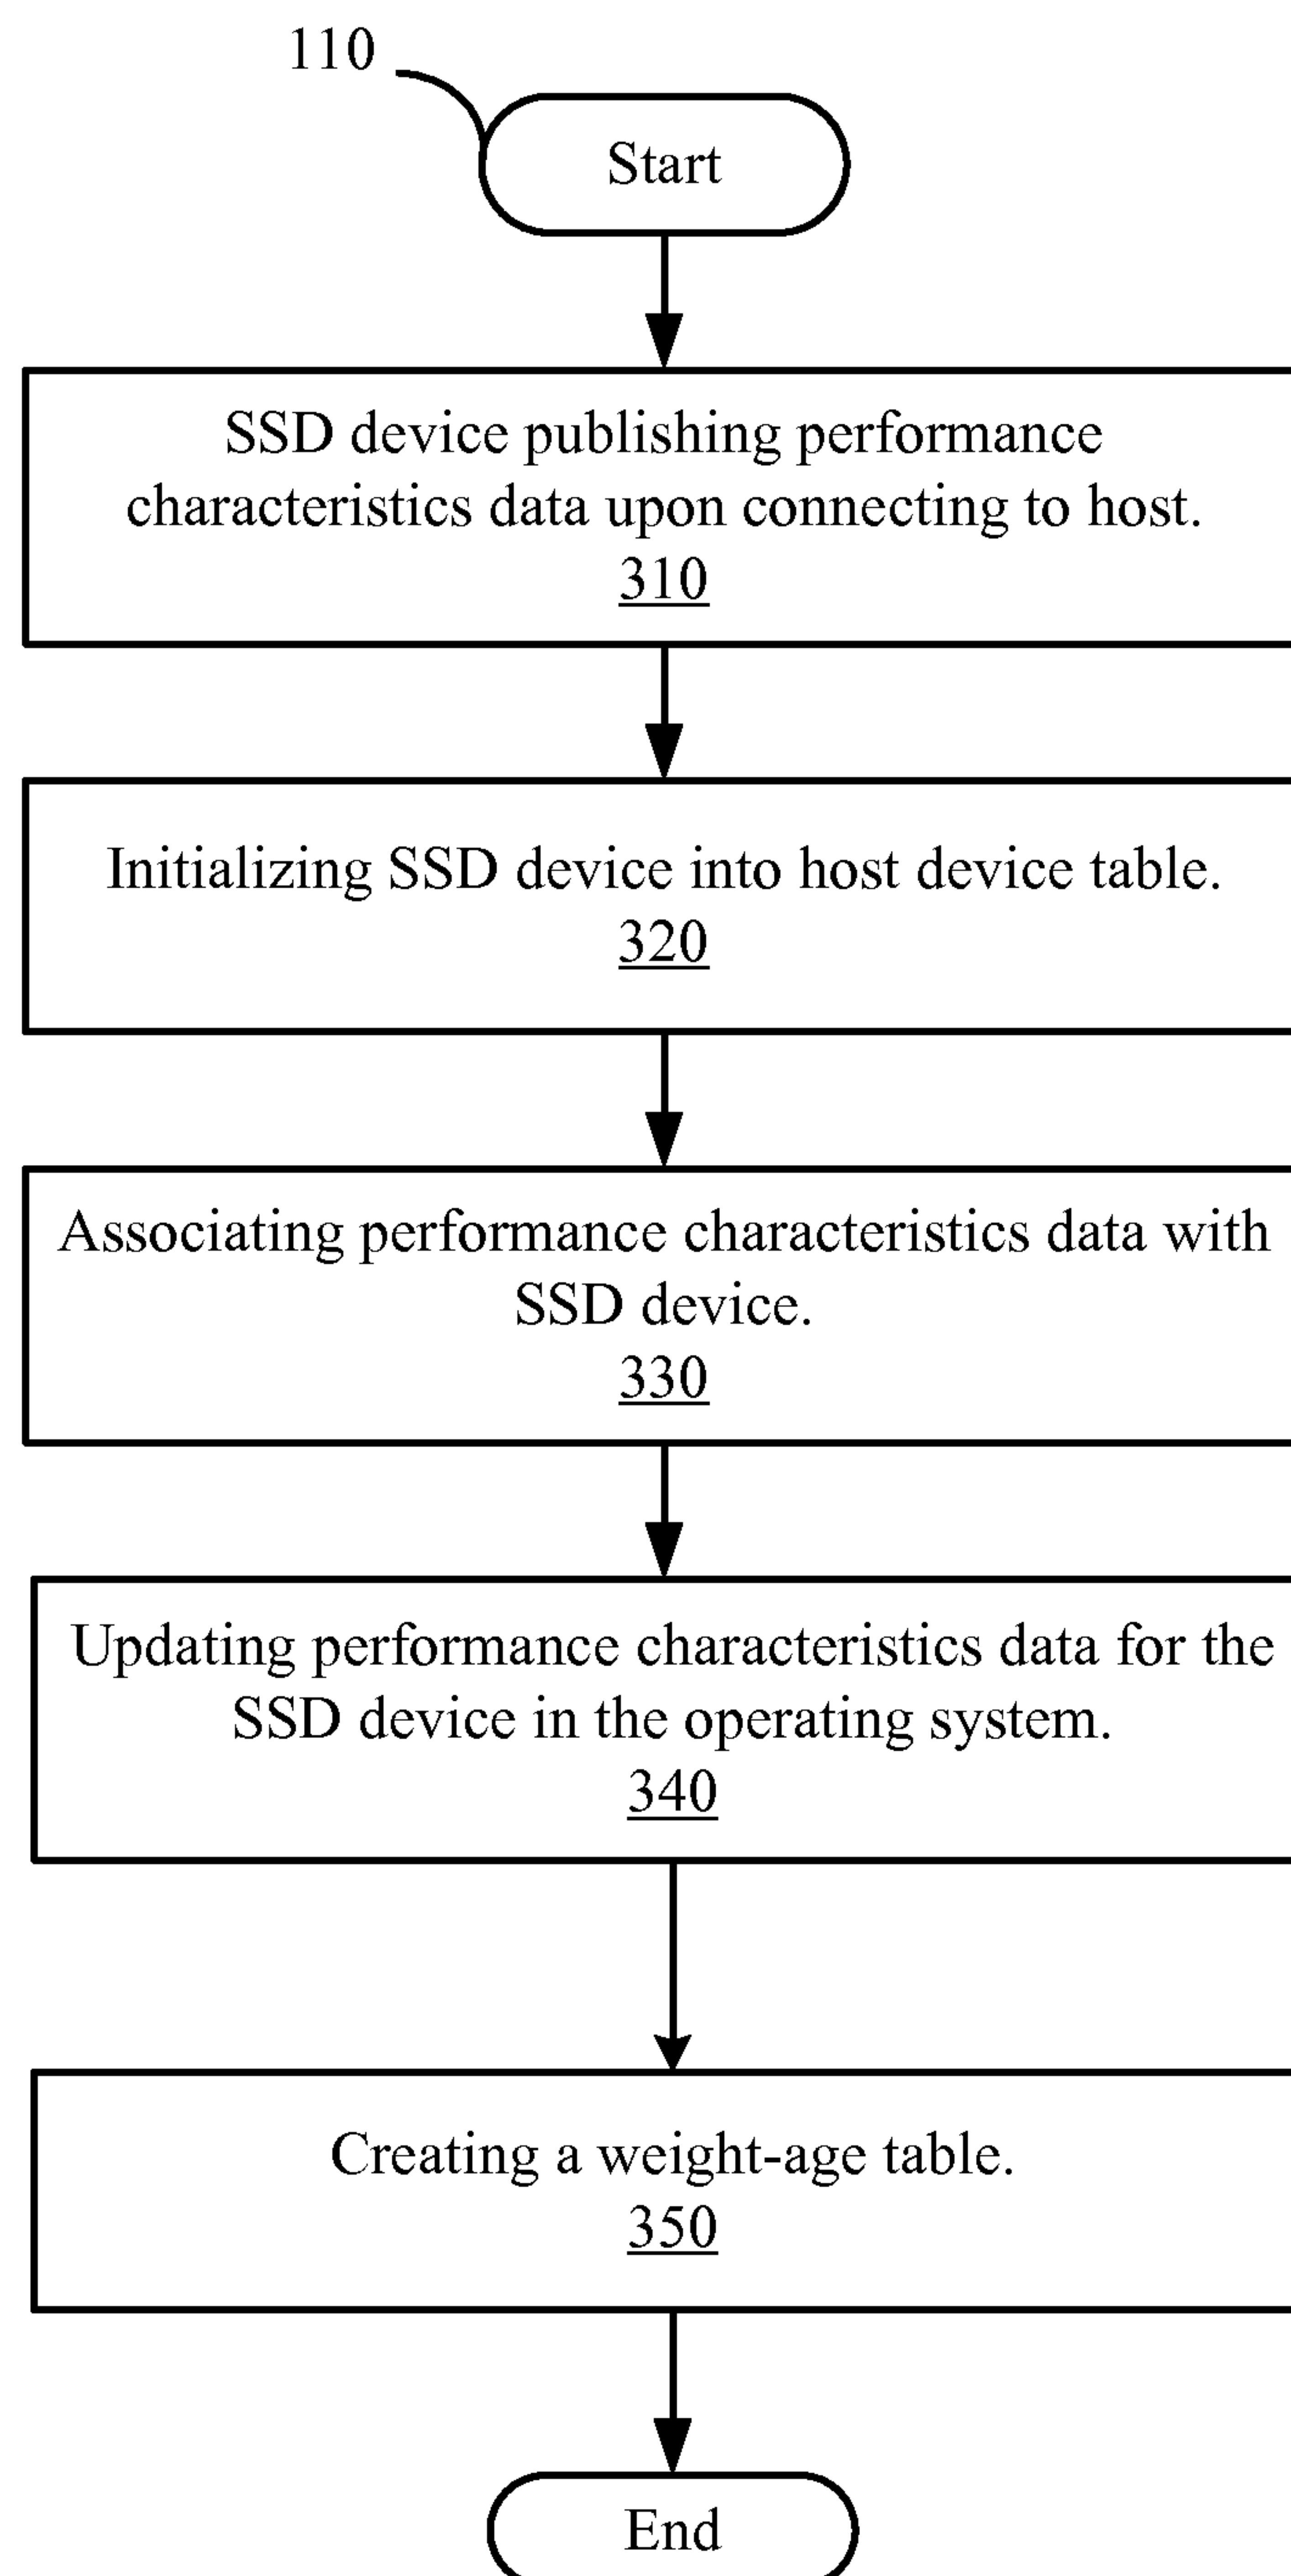 110
Start
SSD device publishing performance
characteristics data upon connecting to host.
310
Initializing SSD device into host device table.
320
Associating performance characteristics data with
SSD device.
330
Updating performance characteristics data for the
SSD device in the operating system.
340
Creating a weight-age table.
350
End